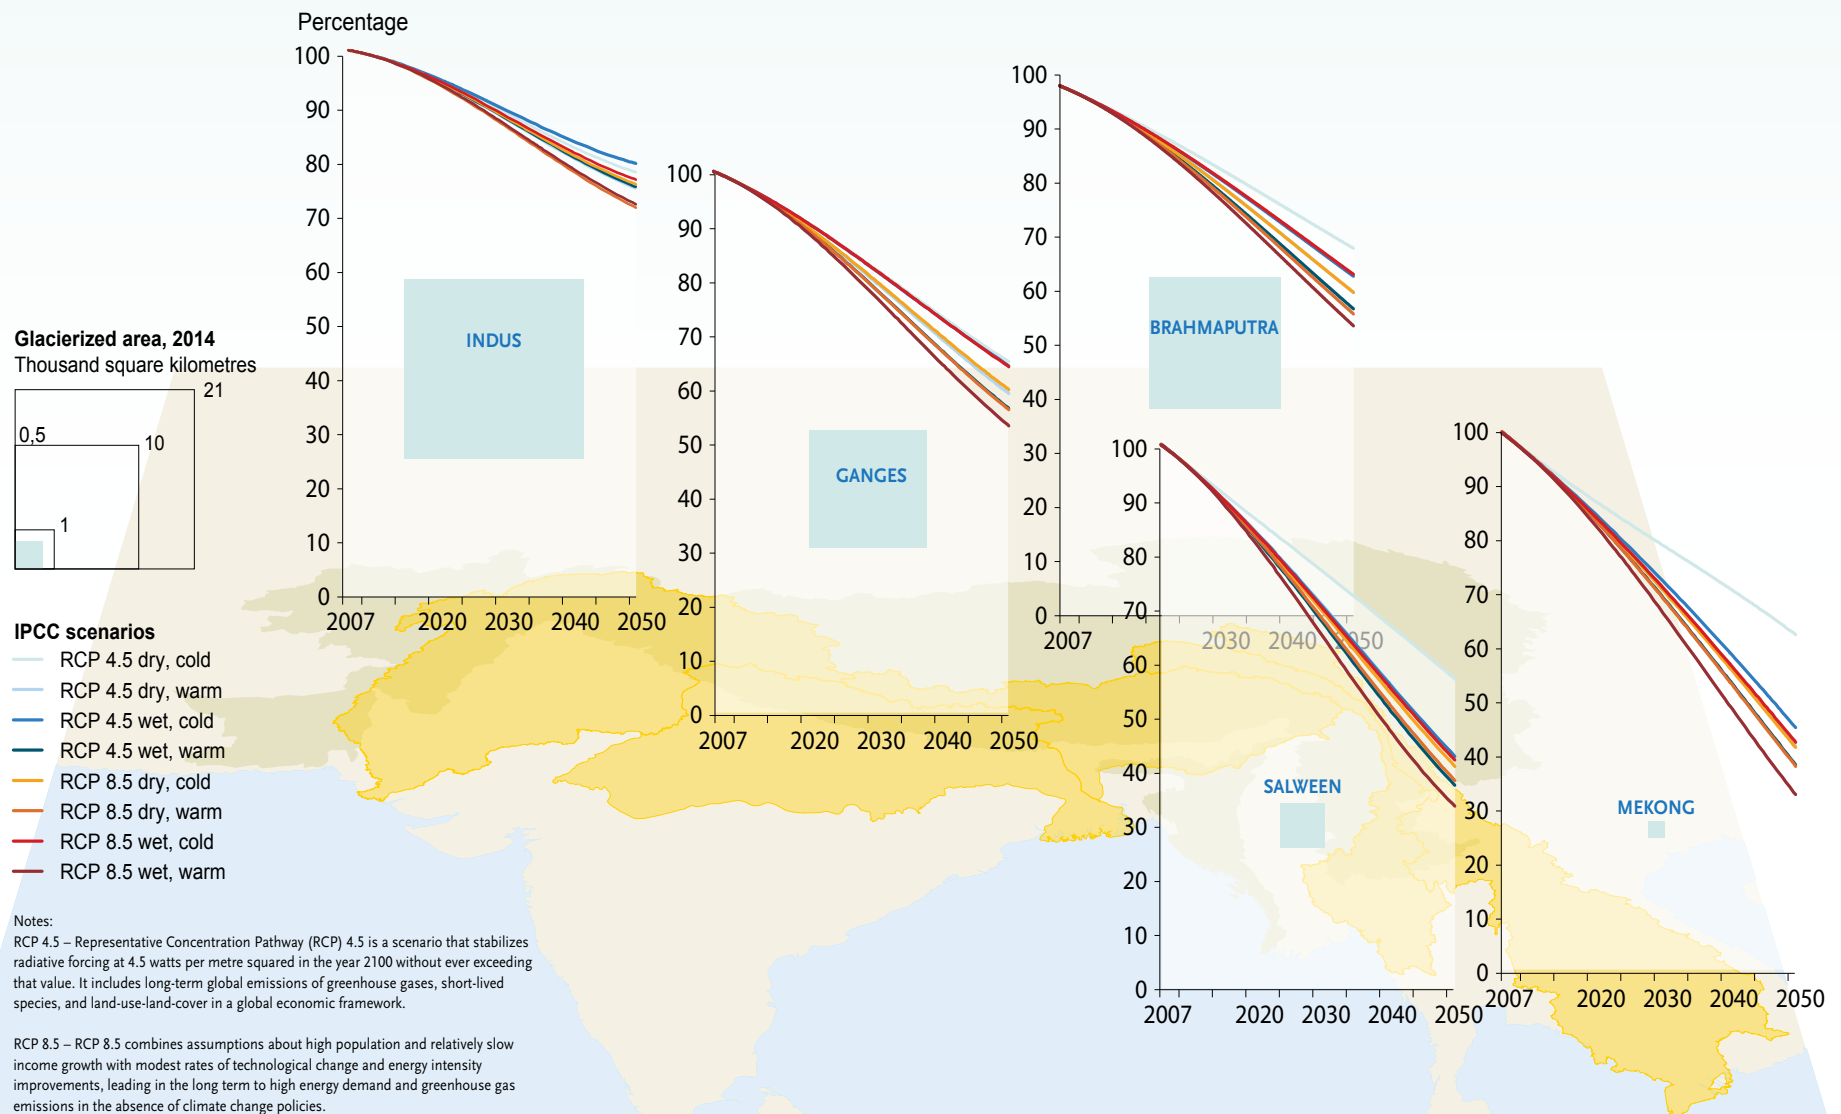 Percentage
100
90
80
70
60
50
40
30
20
10
0
2007 2020 2030 2040 2050
INDUS
100
90
80
70
60
50
40
30
20
10
0
2007 2020 2030 2040 2050
GANGES
100
90
80
70
60
50
40
30
20
10
0
2007 2030 2040 2050
BRAHMAPUTRA
100
90
80
70
60
50
40
30
20
10
0
2007 2020 2030 2040 2050
SALWEEN
100
90
80
70
60
50
40
30
20
10
0
2007 2020 2030 2040 2050
MEKONG
Glacierized area, 2014
Thousand square kilometres
21
0,5
10
1
IPCC scenarios
RCP 4.5 dry, cold
RCP 4.5 dry, warm
RCP 4.5 wet, cold
RCP 4.5 wet, warm
RCP 8.5 dry, cold
RCP 8.5 dry, warm
RCP 8.5 wet, cold
RCP 8.5 wet, warm
Notes:
RCP 4.5 – Representative Concentration Pathway (RCP) 4.5 is a scenario that stabilizes
radiative forcing at 4.5 watts per metre squared in the year 2100 without ever exceeding
that value. It includes long-term global emissions of greenhouse gases, short-lived
species, and land-use-land-cover in a global economic framework.
RCP 8.5 – RCP 8.5 combines assumptions about high population and relatively slow
income growth with modest rates of technological change and energy intensity
improvements, leading in the long term to high energy demand and greenhouse gas
emissions in the absence of climate change policies.